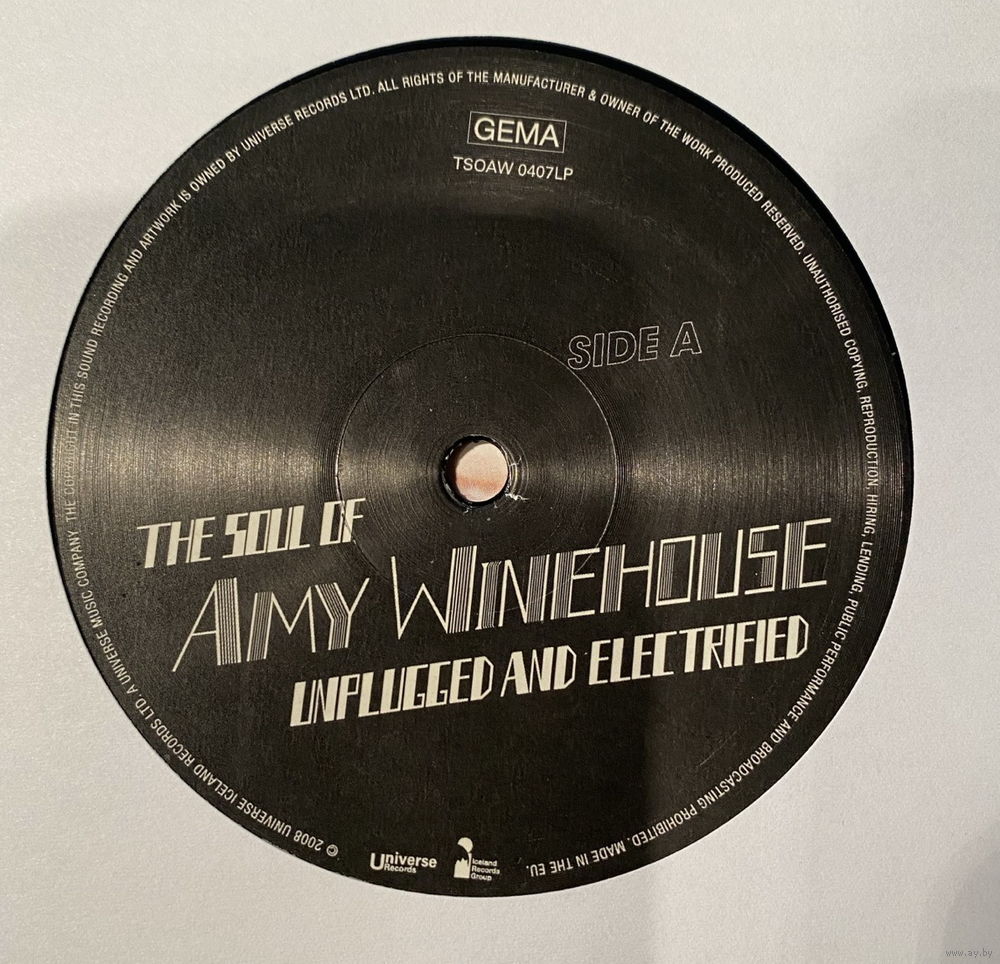 GEMA
TSOAW 0407LP
SIDE A
THE SOUL OF
AMY WINEHOUSE
UNPLUGGED AND ELECTRIFIED
Universe
Records
Iceland
Records
Group
© 2008 UNIVERSE ICELAND RECORDS LTD. A UNIVERSE MUSIC COMPANY. THE COPYRIGHT IN THIS SOUND RECORDING AND ARTWORK IS OWNED BY UNIVERSE RECORDS LTD. ALL RIGHTS OF THE MANUFACTURER & OWNER OF THE WORK PRODUCED RESERVED. UNAUTHORISED COPYING, REPRODUCTION, HIRING, LENDING, PUBLIC PERFORMANCE AND BROADCASTING PROHIBITED. MADE IN THE EU.
www.ay.by